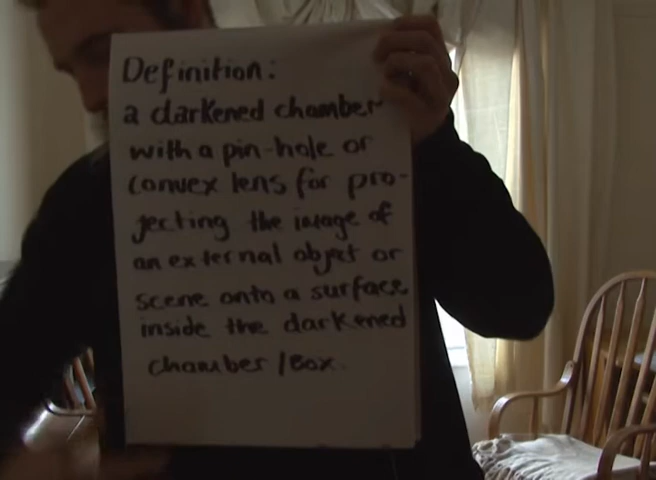 Definition:
a darkened chamber
with a pin-hole or
convex lens for pro-
jecting the image of
an external object or
scene onto a surface
inside the darkened
chamber/Box.